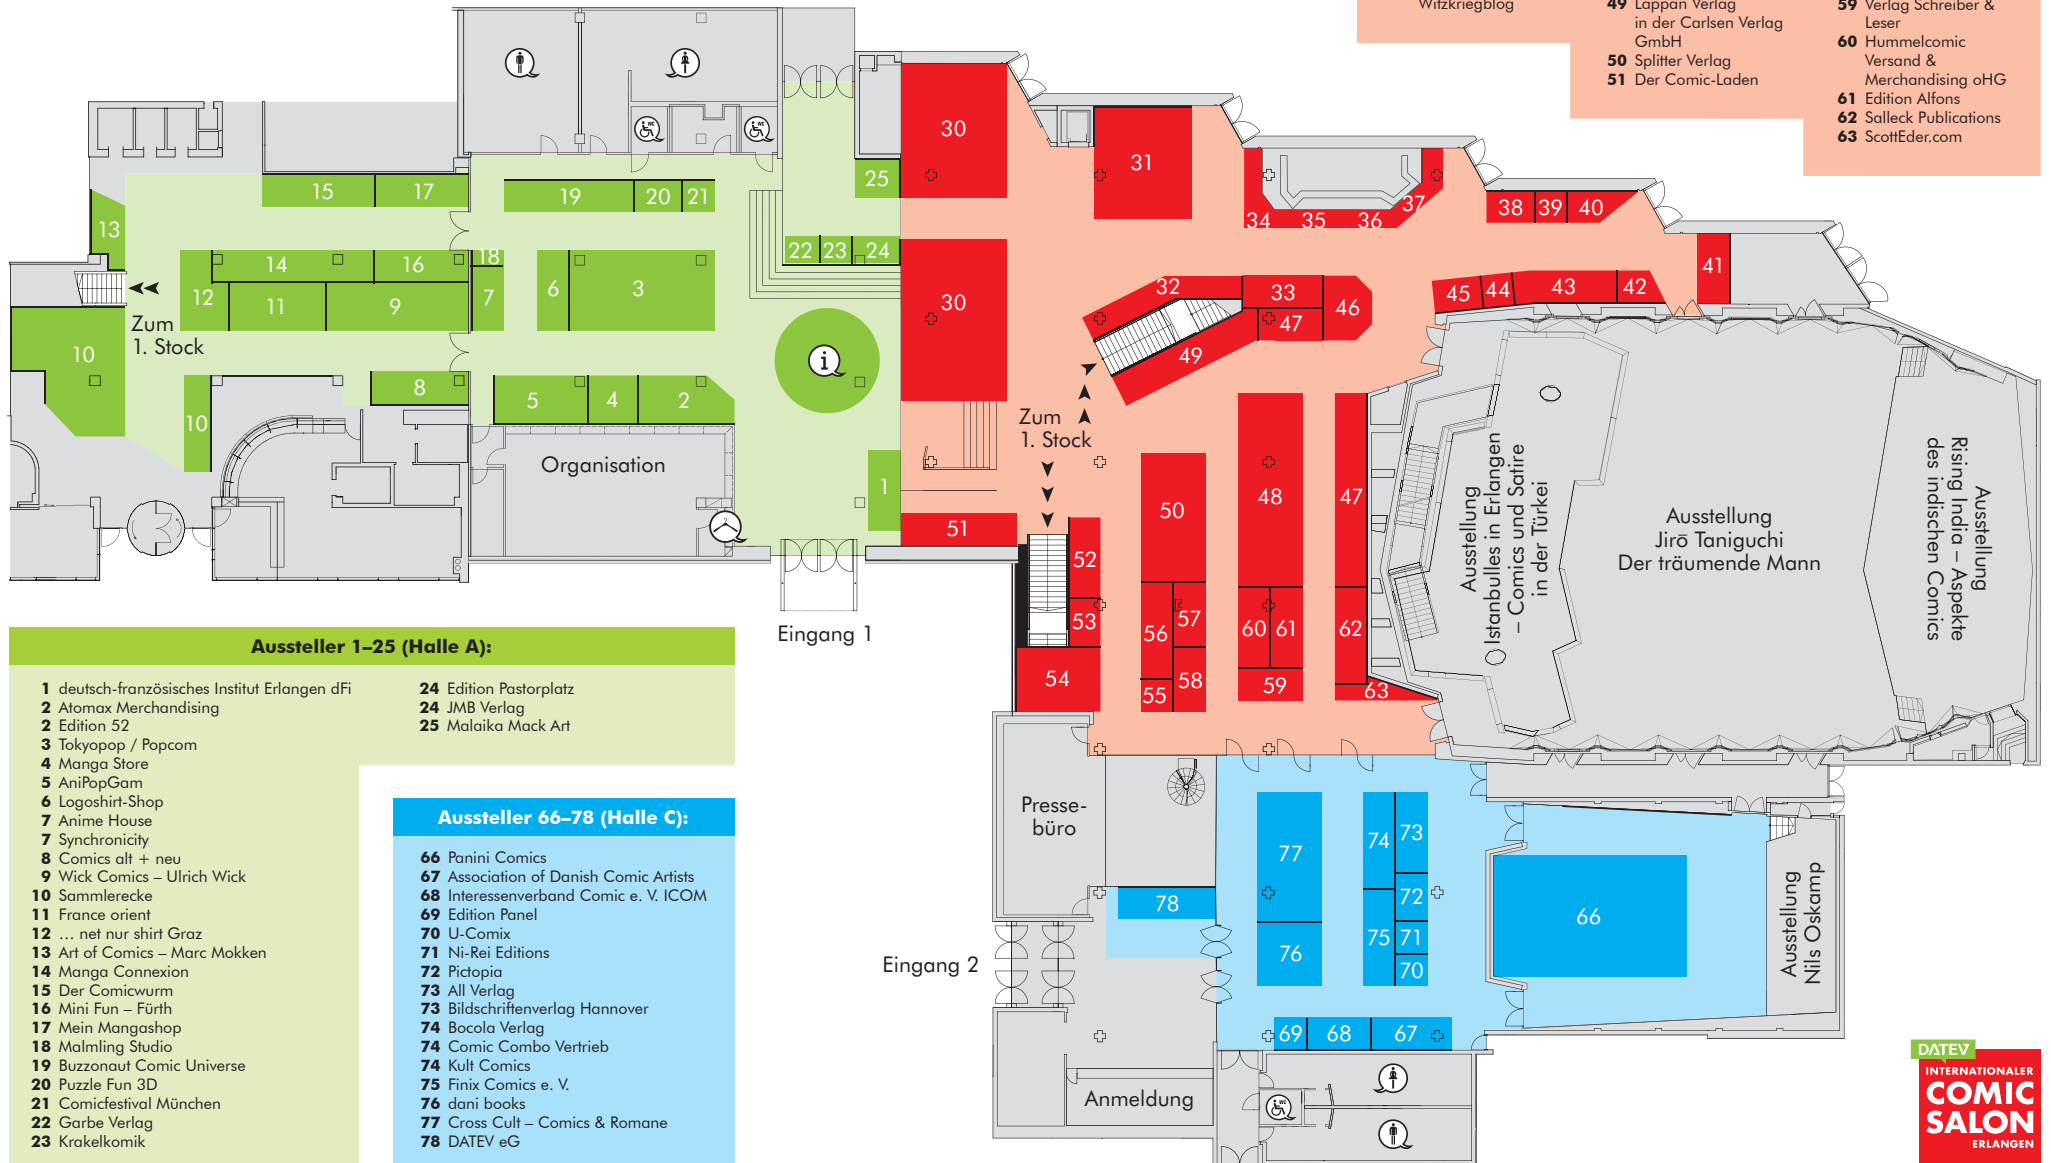 Witzkriegblog
49 Lappan Verlag
in der Carlsen Verlag
GmbH
50 Splitter Verlag
51 Der Comic-Laden
59 Verlag Schreiber &
Leser
60 Hummelcomic
Versand &
Merchandising oHG
61 Edition Alfons
62 Salleck Publications
63 ScottEder.com
30
31
15
17
19
20
21
25
13
34
35
36
37
38
39
40
22
23
24
18
14
16
12
11
9
7
6
3
30
32
33
46
47
49
45
44
43
42
41
Zum
1. Stock
10
8
5
4
2
10
i
Zum
1. Stock
Organisation
1
51
50
48
47
52
53
54
56
57
55
58
60
61
59
62
63
Ausstellung
Istanbulles in Erlangen
– Comics und Satire
in der Türkei
Ausstellung
Jirō Taniguchi
Der träumende Mann
Ausstellung
Rising India – Aspekte
des indischen Comics
Eingang 1
Aussteller 1–25 (Halle A):
1 deutsch-französisches Institut Erlangen dFi
2 Atomax Merchandising
2 Edition 52
3 Tokyopop / Popcom
4 Manga Store
5 AniPopGam
6 Logoshirt-Shop
7 Anime House
7 Synchronicity
8 Comics alt + neu
9 Wick Comics – Ulrich Wick
10 Sammlerecke
11 France orient
12 ... net nur shirt Graz
13 Art of Comics – Marc Mokken
14 Manga Connexion
15 Der Comicwurm
16 Mini Fun – Fürth
17 Mein Mangashop
18 Malmling Studio
19 Buzzonaut Comic Universe
20 Puzzle Fun 3D
21 Comicfestival München
22 Garbe Verlag
23 Krakelkomik
24 Edition Pastorplatz
24 JMB Verlag
25 Malaika Mack Art
Aussteller 66–78 (Halle C):
66 Panini Comics
67 Association of Danish Comic Artists
68 Interessenverband Comic e. V. ICOM
69 Edition Panel
70 U-Comix
71 Ni-Rei Editions
72 Pictopia
73 All Verlag
73 Bildschriftenverlag Hannover
74 Bocola Verlag
74 Comic Combo Vertrieb
74 Kult Comics
75 Finix Comics e. V.
76 dani books
77 Cross Cult – Comics & Romane
78 DATEV eG
Presse-
büro
78
Eingang 2
77
76
74
73
72
75
71
70
69
68
67
66
Ausstellung
Nils Oskamp
Anmeldung
DATEV
INTERNATIONALER
COMIC
SALON
ERLANGEN